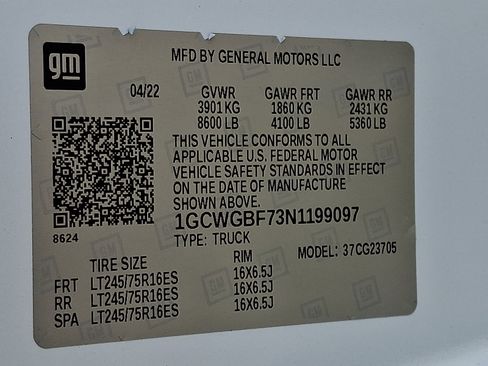 gm
MFD BY GENERAL MOTORS LLC
04/22 GVWR GAWR FRT GAWR RR
3901 KG 1860 KG 2431 KG
8600 LB 4100 LB 5360 LB
THIS VEHICLE CONFORMS TO ALL
APPLICABLE U.S. FEDERAL MOTOR
VEHICLE SAFETY STANDARDS IN EFFECT
ON THE DATE OF MANUFACTURE
SHOWN ABOVE.
8624
1GCWGBF73N1199097
TYPE: TRUCK MODEL: 37CG23705
TIRE SIZE RIM
FRT LT245/75R16ES 16X6.5J
RR LT245/75R16ES 16X6.5J
SPA LT245/75R16ES 16X6.5J